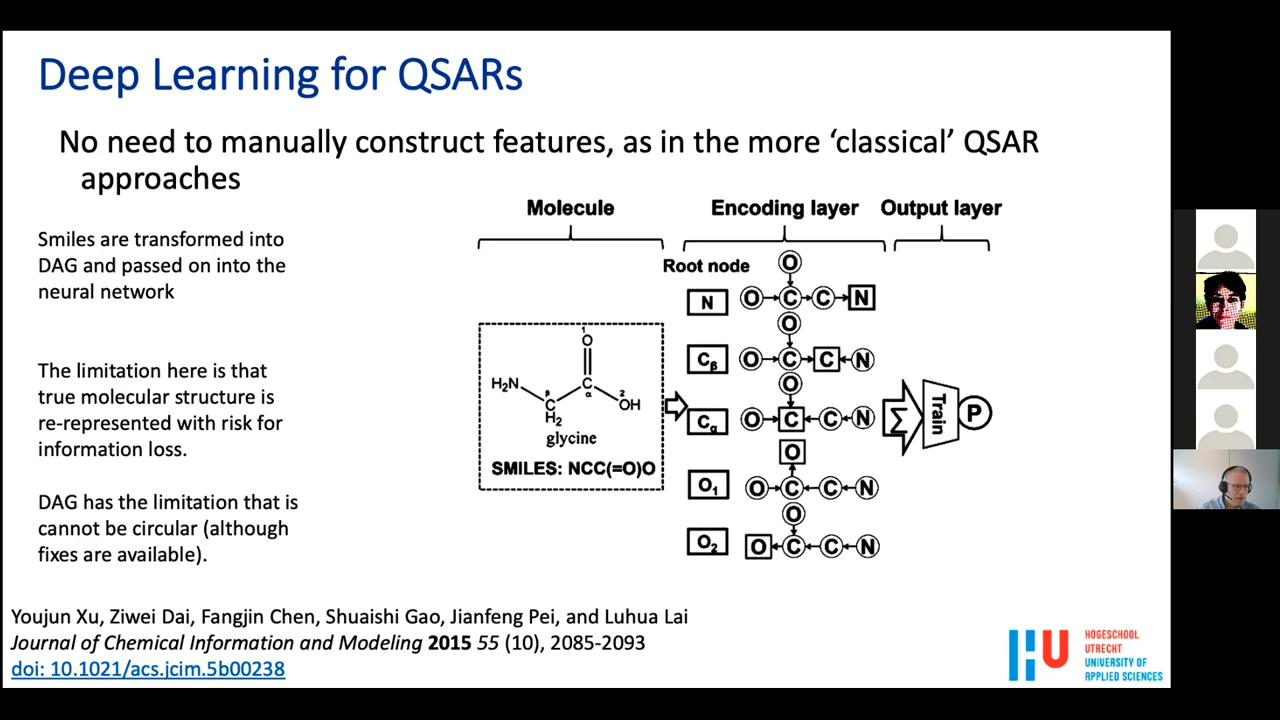 Deep Learning for QSARs
No need to manually construct features, as in the more ‘classical’ QSAR
approaches
Smiles are transformed into
DAG and passed on into the
neural network
The limitation here is that
true molecular structure is
re-represented with risk for
information loss.
DAG has the limitation that is
cannot be circular (although
fixes are available).
Molecule
Encoding layer
Output layer
Root node
1
O
H₂N
β
C
H₂
C
α
2
OH
glycine
SMILES: NCC(=O)O
O
N
O C C N
O
Cβ
O C C N
O
Cα
O C C N
O
O₁
O C C N
O
O₂
O C C N
Σ
Train
P
Youjun Xu, Ziwei Dai, Fangjin Chen, Shuaishi Gao, Jianfeng Pei, and Luhua Lai
Journal of Chemical Information and Modeling 2015 55 (10), 2085-2093
doi: 10.1021/acs.jcim.5b00238
HU
HOGESCHOOL
UTRECHT
UNIVERSITY OF
APPLIED SCIENCES